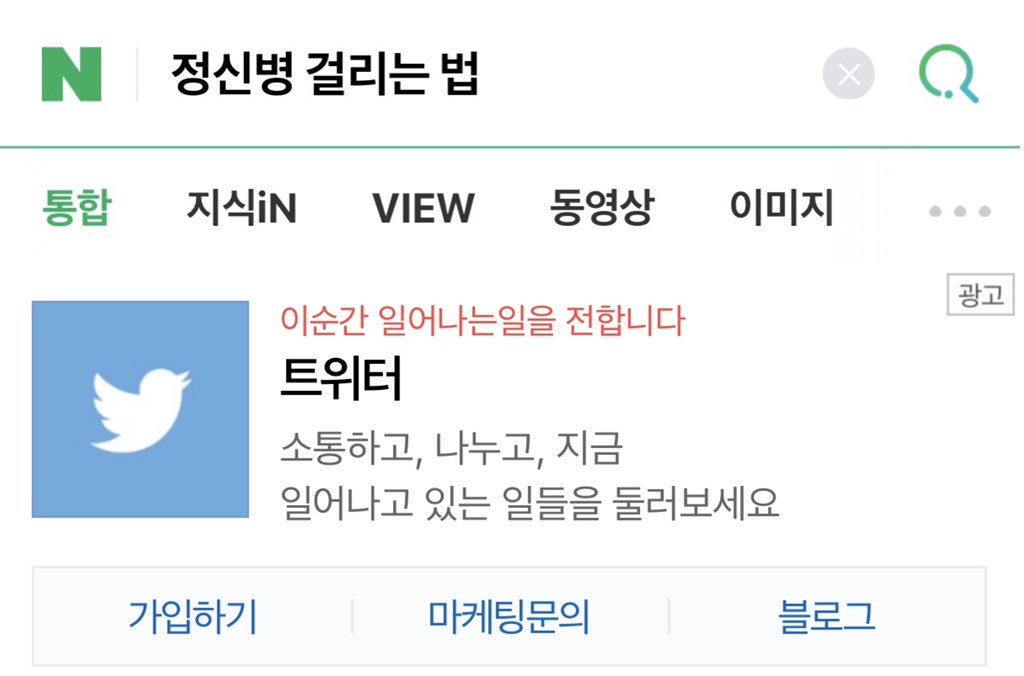 N 정신병 걸리는 법
통합 지식iN VIEW 동영상 이미지
광고
이순간 일어나는일을 전합니다
트위터
소통하고, 나누고, 지금
일어나고 있는 일들을 둘러보세요
가입하기 마케팅문의 블로그